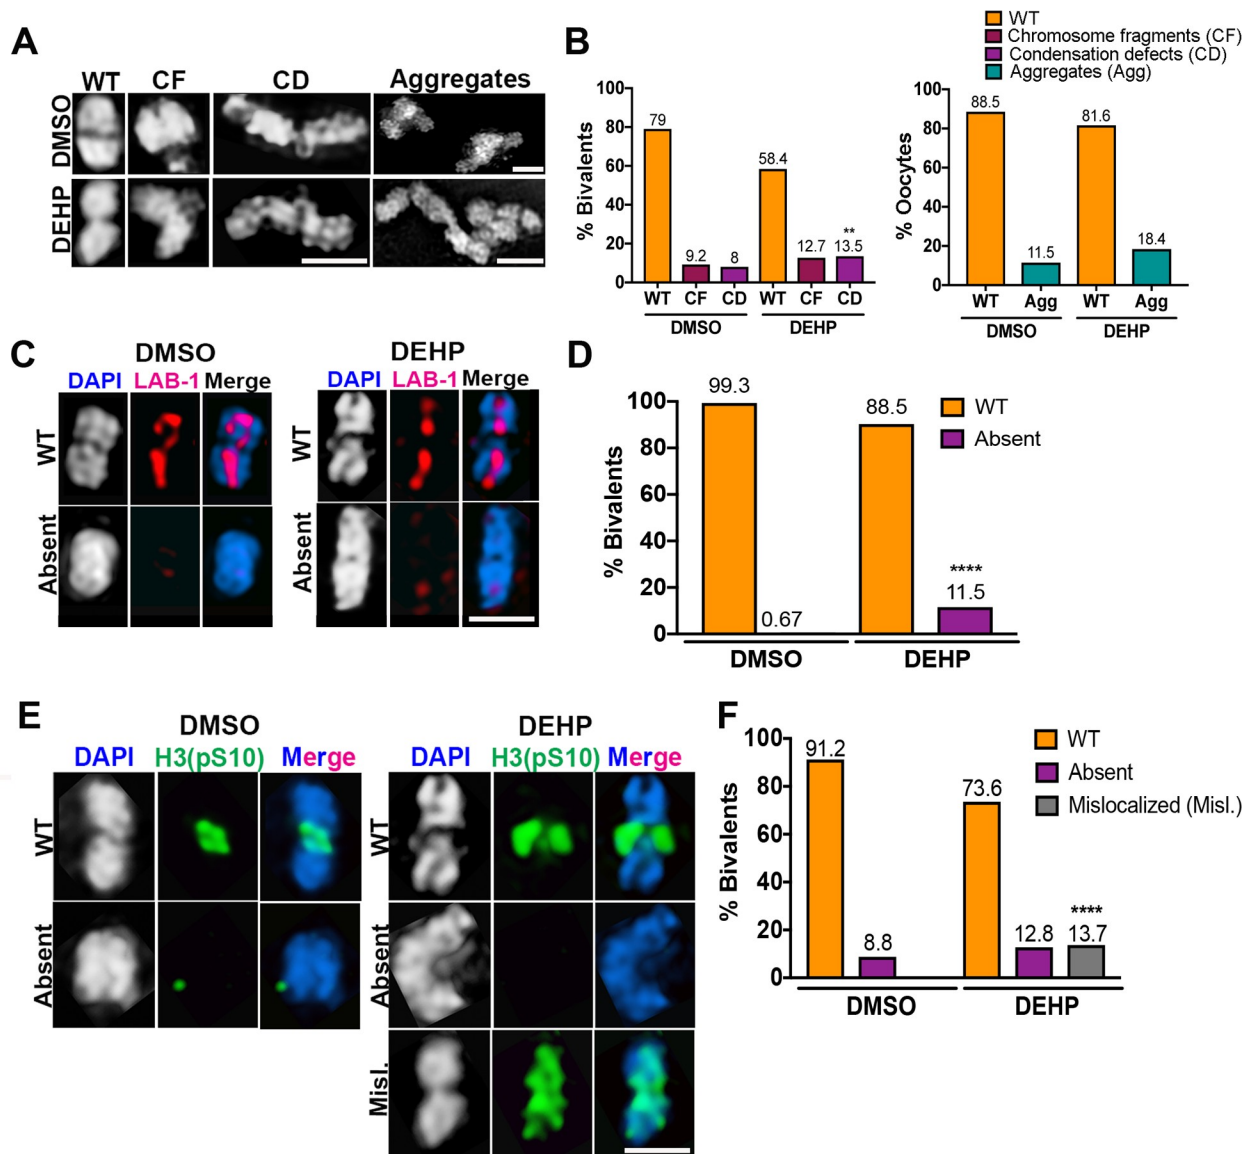 A
WT CF CD Aggregates
DMSO
DEHP
B
WT
Chromosome fragments (CF)
Condensation defects (CD)
Aggregates (Agg)
% Bivalents
100
80
60
40
20
0
79
9.2
8
58.4
12.7
**
13.5
WT CF CD WT CF CD
DMSO DEHP
% Oocytes
100
80
60
40
20
0
88.5
11.5
81.6
18.4
WT Agg WT Agg
DMSO DEHP
C
DMSO
DAPI LAB-1 Merge
WT
Absent
DEHP
DAPI LAB-1 Merge
WT
Absent
D
% Bivalents
100
80
60
40
20
0
99.3
0.67
88.5
****
11.5
DMSO DEHP
WT
Absent
E
DMSO
DAPI H3(pS10) Merge
WT
Absent
DEHP
DAPI H3(pS10) Merge
WT
Absent
Misl.
F
% Bivalents
100
80
60
40
20
0
91.2
8.8
73.6
12.8
****
13.7
DMSO DEHP
WT
Absent
Mislocalized (Misl.)